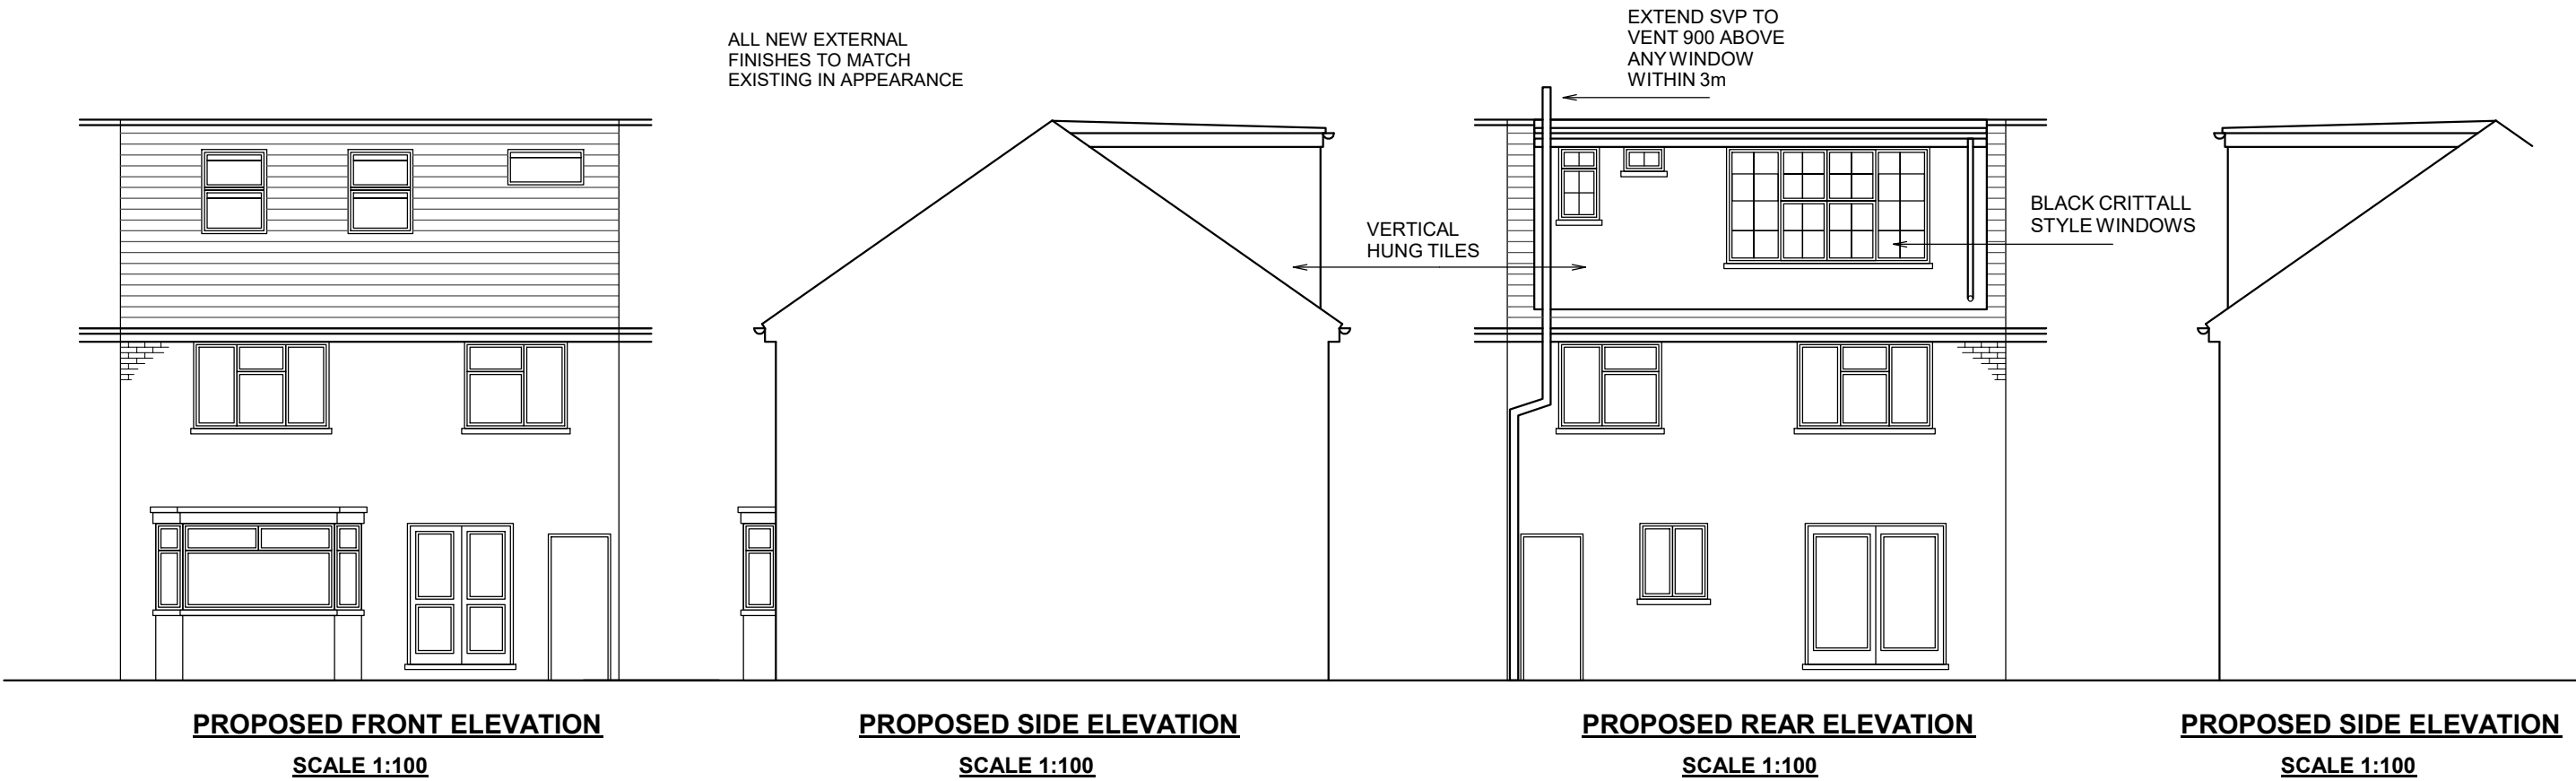 ALL NEW EXTERNAL
FINISHES TO MATCH
EXISTING IN APPEARANCE
EXTEND SVP TO
VENT 900 ABOVE
ANY WINDOW
WITHIN 3m
VERTICAL
HUNG TILES
BLACK CRITTALL
STYLE WINDOWS
PROPOSED FRONT ELEVATION
SCALE 1:100
PROPOSED SIDE ELEVATION
SCALE 1:100
PROPOSED REAR ELEVATION
SCALE 1:100
PROPOSED SIDE ELEVATION
SCALE 1:100